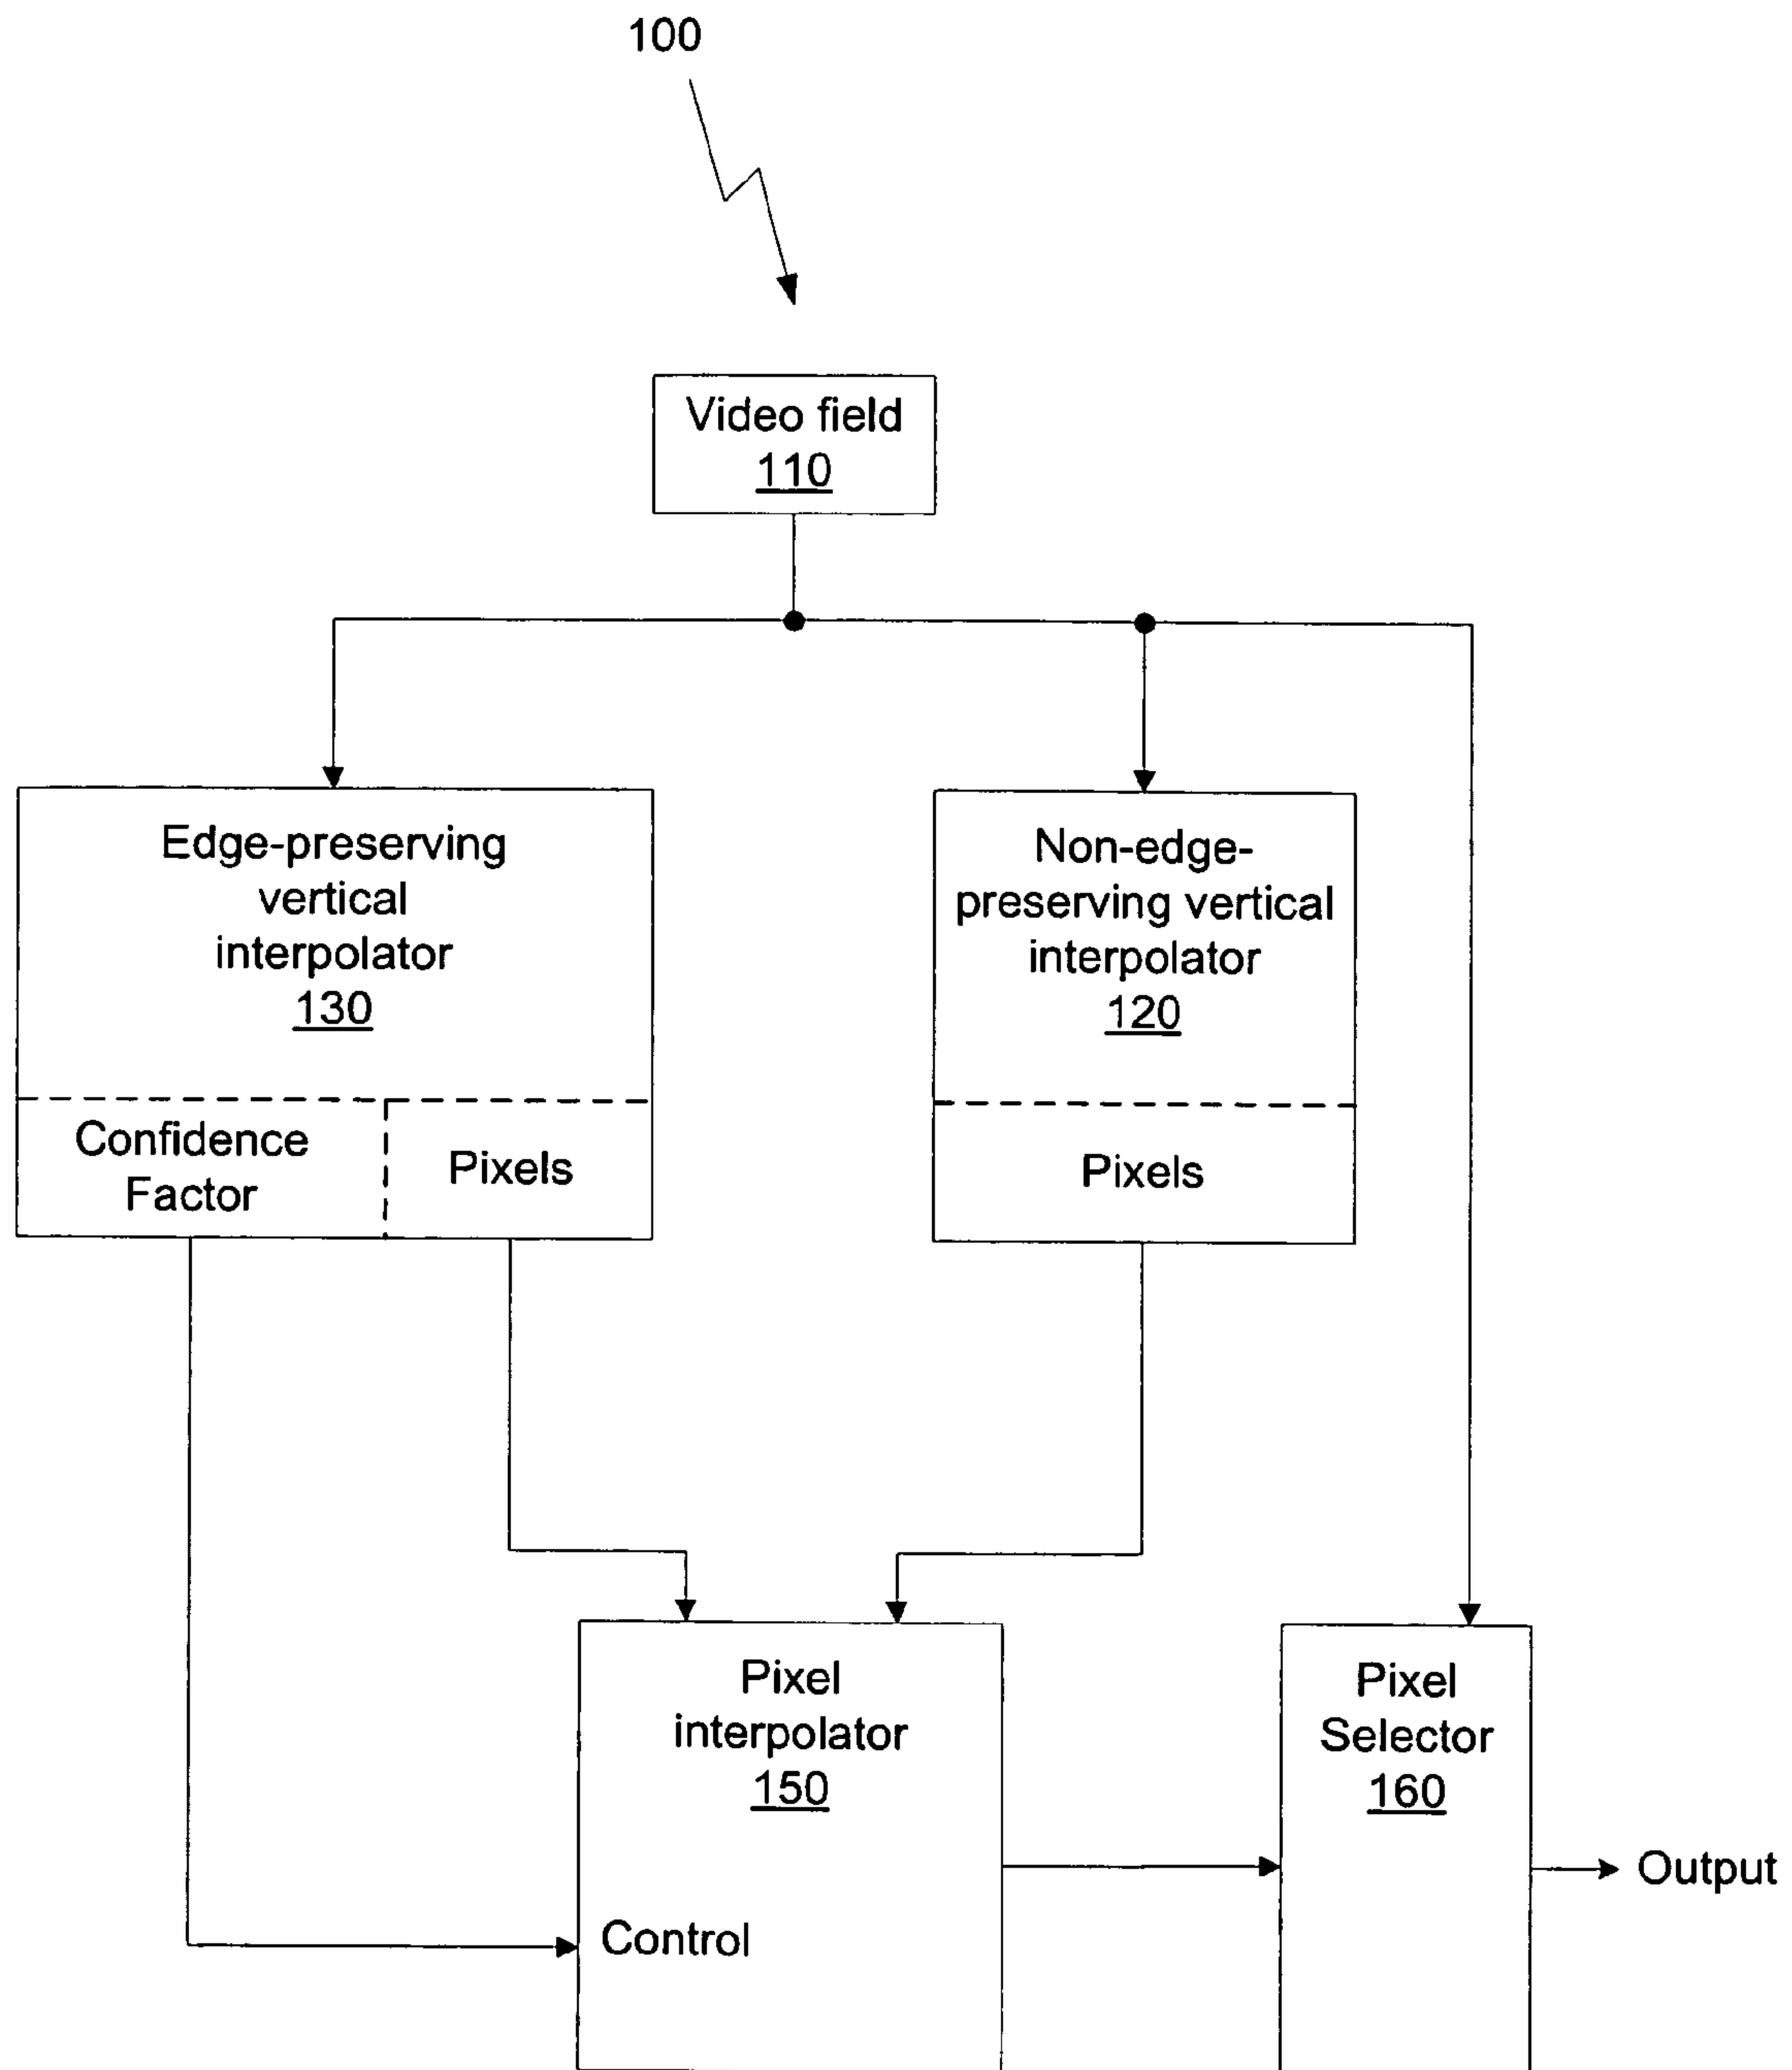 100
Video field
110
Edge-preserving
vertical
interpolator
130
Confidence
Factor
Pixels
Non-edge-
preserving vertical
interpolator
120
Pixels
Pixel
interpolator
150
Control
Pixel
Selector
160
Output